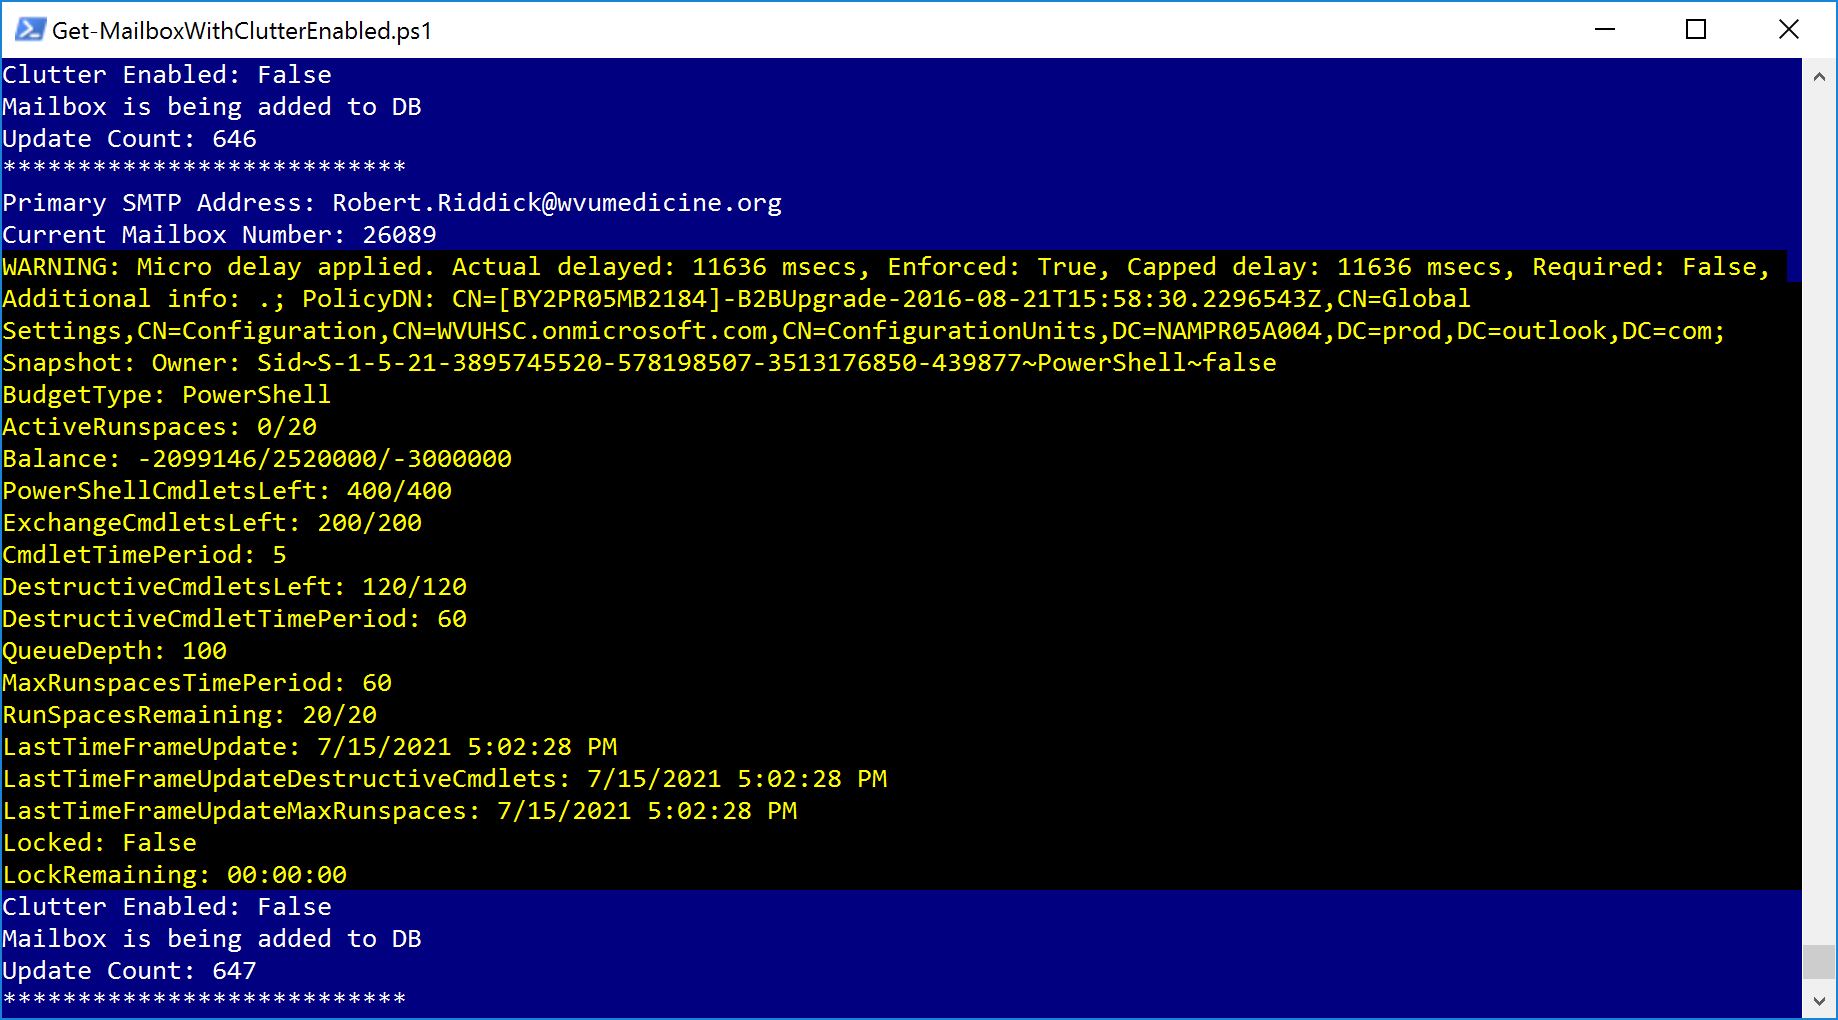 Get-MailboxWithClutterEnabled.ps1
Clutter Enabled: False
Mailbox is being added to DB
Update Count: 646
***************************
Primary SMTP Address: Robert.Riddick@wvumedicine.org
Current Mailbox Number: 26089
WARNING: Micro delay applied. Actual delayed: 11636 msecs, Enforced: True, Capped delay: 11636 msecs, Required: False,
Additional info: .; PolicyDN: CN=[BY2PR05MB2184]-B2BUpgrade-2016-08-21T15:58:30.2296543Z,CN=Global
Settings,CN=Configuration,CN=WVUHSC.onmicrosoft.com,CN=ConfigurationUnits,DC=NAMPR05A004,DC=prod,DC=outlook,DC=com;
Snapshot: Owner: Sid~S-1-5-21-3895745520-578198507-3513176850-439877~PowerShell~false
BudgetType: PowerShell
ActiveRunspaces: 0/20
Balance: -2099146/2520000/-3000000
PowerShellCmdletsLeft: 400/400
ExchangeCmdletsLeft: 200/200
CmdletTimePeriod: 5
DestructiveCmdletsLeft: 120/120
DestructiveCmdletTimePeriod: 60
QueueDepth: 100
MaxRunspacesTimePeriod: 60
RunSpacesRemaining: 20/20
LastTimeFrameUpdate: 7/15/2021 5:02:28 PM
LastTimeFrameUpdateDestructiveCmdlets: 7/15/2021 5:02:28 PM
LastTimeFrameUpdateMaxRunspaces: 7/15/2021 5:02:28 PM
Locked: False
LockRemaining: 00:00:00
Clutter Enabled: False
Mailbox is being added to DB
Update Count: 647
***************************